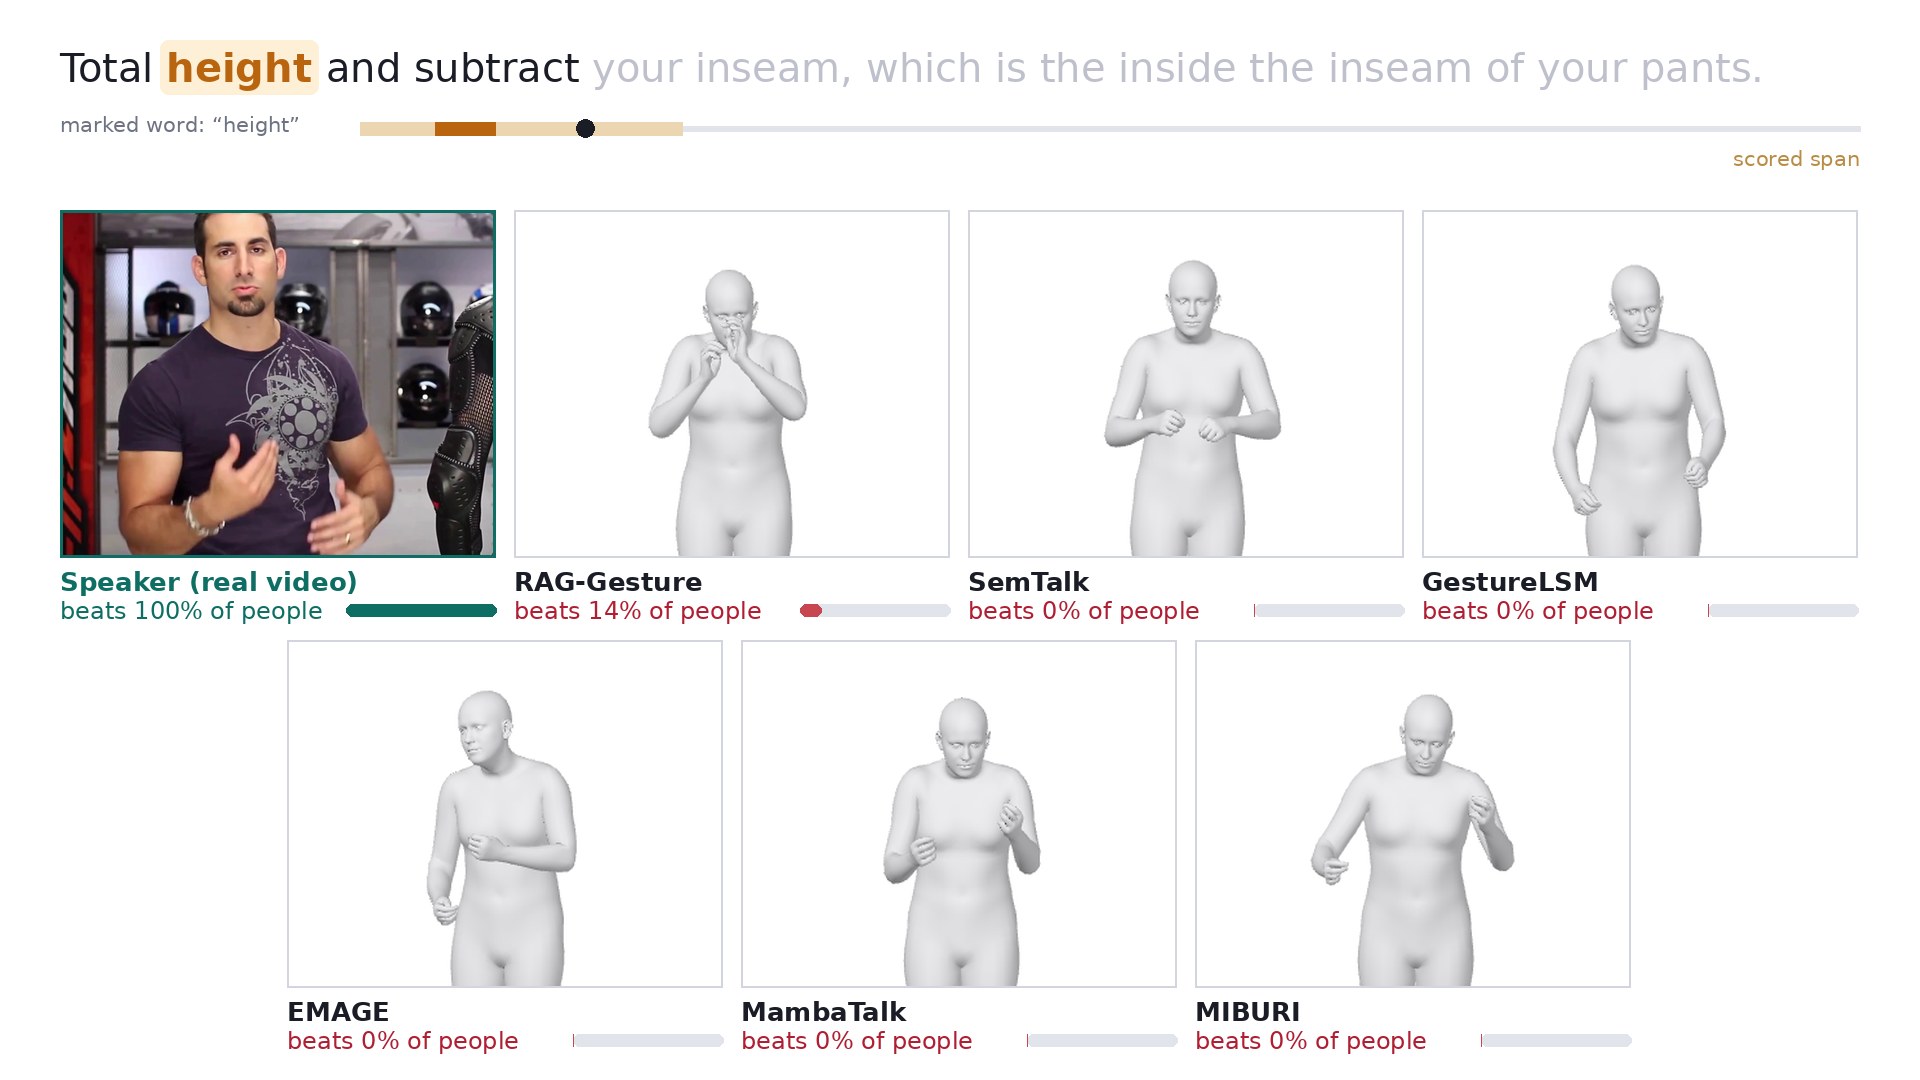 Total height and subtract your inseam, which is the inside the inseam of your pants.
marked word: “height”
scored span
Speaker (real video)
beats 100% of people
RAG-Gesture
beats 14% of people
SemTalk
beats 0% of people
GestureLSM
beats 0% of people
EMAGE
beats 0% of people
MambaTalk
beats 0% of people
MIBURI
beats 0% of people